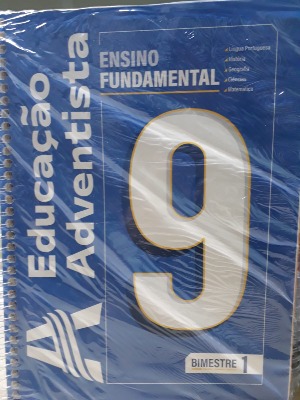 Educação
Adventista
ENSINO
FUNDAMENTAL
Língua Portuguesa
História
Geografia
Ciências
Matemática
9
BIMESTRE 1